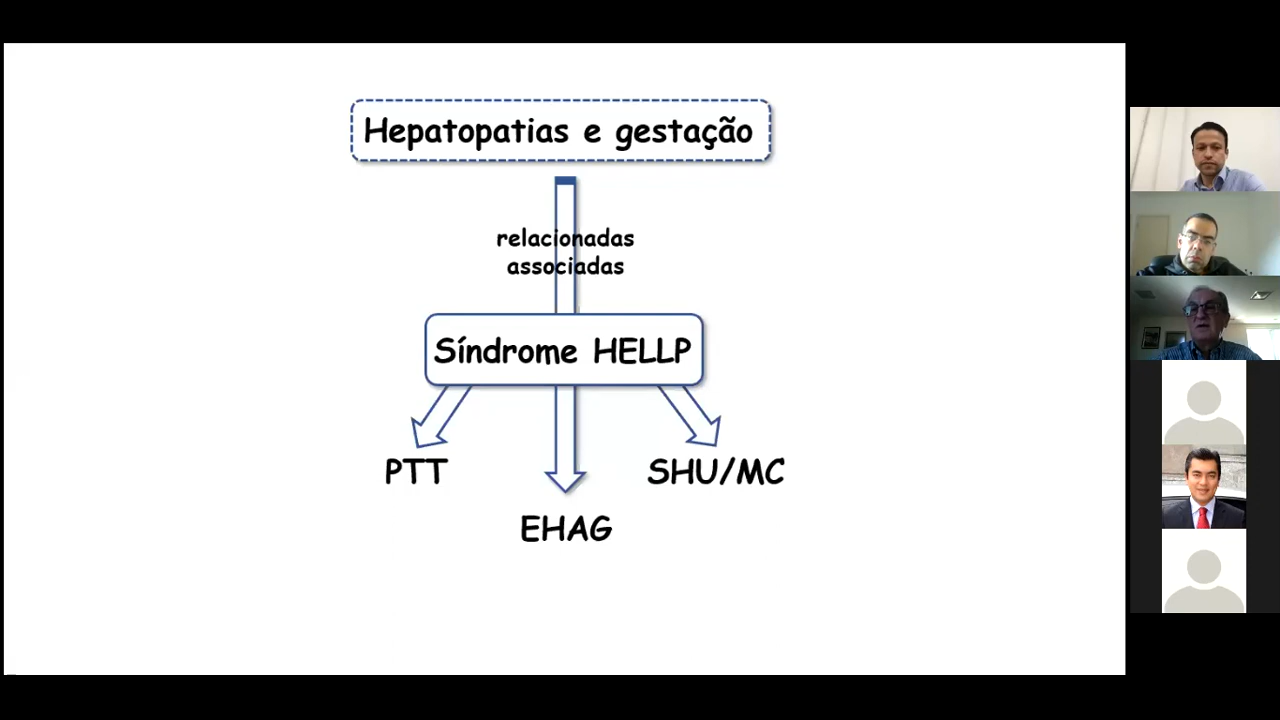 Hepatopatias e gestação
relacionadas
associadas
Síndrome HELLP
PTT
SHU/MC
EHAG